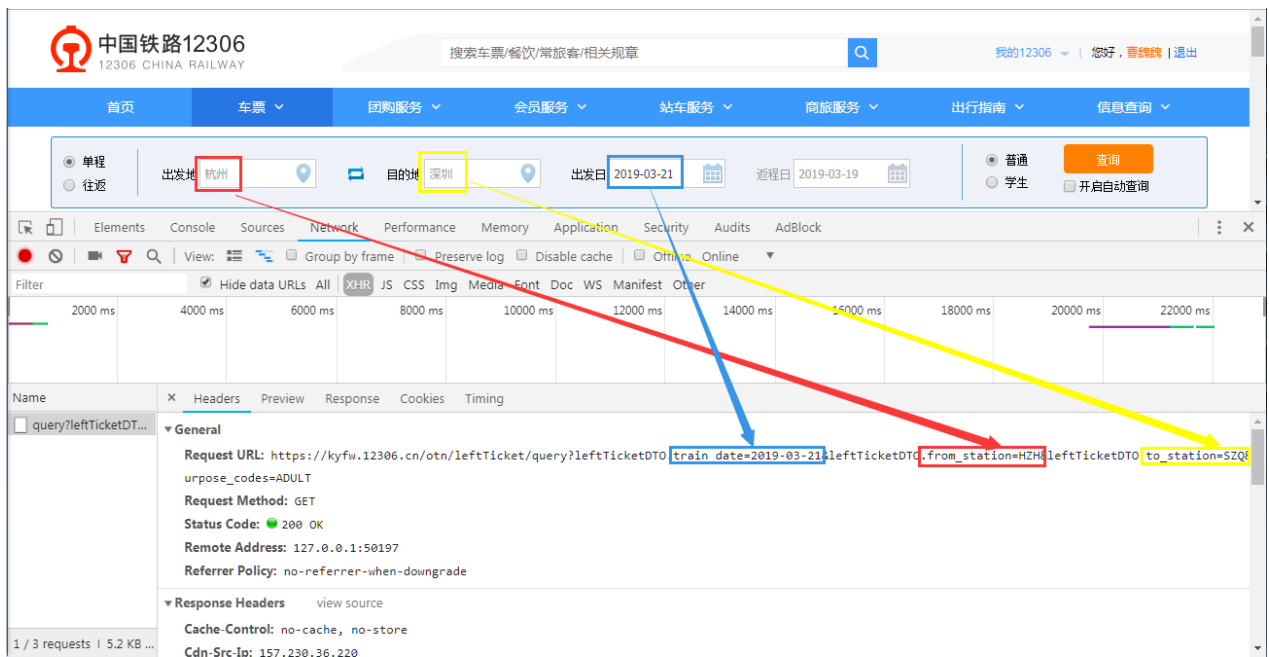 中国铁路12306
12306 CHINA RAILWAY
搜索车票/餐饮/常旅客/相关规章
我的12306 | 您好，曹魏魏 | 退出
首页 车票 团购服务 会员服务 站车服务 商旅服务 出行指南 信息查询
单程
往返
出发地 杭州 目的地 深圳 出发日 2019-03-21 返程日 2019-03-19
普通
学生
查询
开启自动查询
Elements Console Sources Network Performance Memory Application Security Audits AdBlock
View: Group by frame Preserve log Disable cache Offline Online
Filter Hide data URLs All XHR JS CSS Img Media Font Doc WS Manifest Other
2000 ms 4000 ms 6000 ms 8000 ms 10000 ms 12000 ms 14000 ms 16000 ms 18000 ms 20000 ms 22000 ms
Name × Headers Preview Response Cookies Timing
query?leftTicketDT...
General
Request URL: https://kyfw.12306.cn/otn/leftTicket/query?leftTicketDTO.train_date=2019-03-21&leftTicketDTO.from_station=HZH&leftTicketDTO.to_station=SZQ&
urpose_codes=ADULT
Request Method: GET
Status Code: 200 OK
Remote Address: 127.0.0.1:50197
Referrer Policy: no-referrer-when-downgrade
Response Headers view source
Cache-Control: no-cache, no-store
Cdn-Src-Ip: 157.230.36.220
1 / 3 requests | 5.2 KB ...